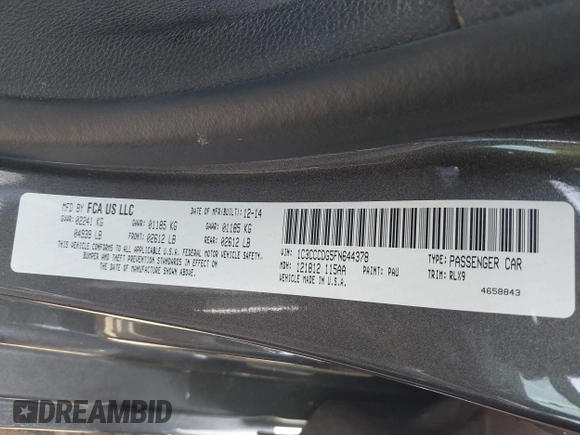 MFD BY FCA US LLC DATE OF MFR(BUILT):12-14
GVWR: 02241 KG GAWR: 01185 KG GAWR: 01185 KG
04939 LB FRONT: 02612 LB REAR: 02612 LB
THIS VEHICLE CONFORMS TO ALL APPLICABLE U.S.A. FEDERAL MOTOR VEHICLE SAFETY,
BUMPER AND THEFT PREVENTION STANDARDS IN EFFECT ON
THE DATE OF MANUFACTURE SHOWN ABOVE.
VIN: 1C3CCCDG5FN644378 TYPE: PASSENGER CAR
MDH: 121812 115AA PAINT: PAU TRIM: RLX9
VEHICLE MADE IN U.S.A. 4658843
DREAMBID